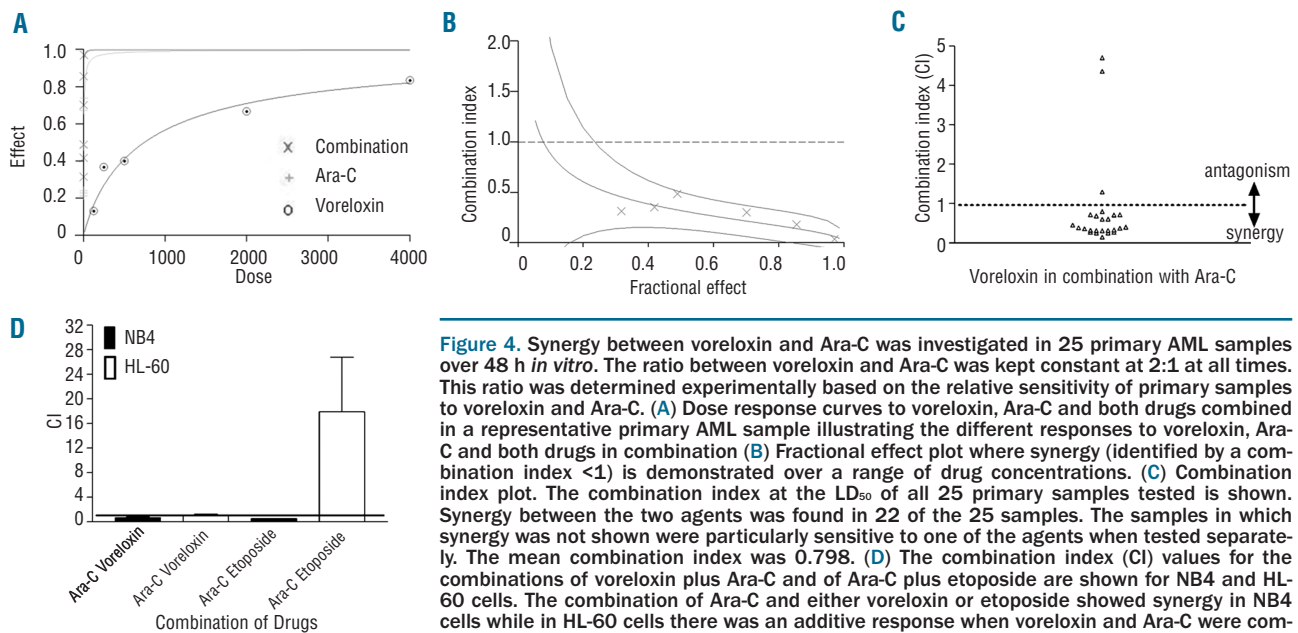 A
Effect
1.0
0.8
0.6
0.4
0.2
0
0 1000 2000 3000 4000
Dose
Combination
Ara-C
Voreloxin
B
Combination index
2.0
1.0
0.5
0
0 0.2 0.4 0.6 0.8 1.0
Fractional effect
C
Combination index (CI)
5
4
3
2
1
0
antagonism
synergy
Voreloxin in combination with Ara-C
D
CI
32
28
24
20
16
12
8
4
0
NB4
HL-60
Ara-C Voreloxin
Ara-C Voreloxin
Ara-C Etoposide
Ara-C Etoposide
Combination of Drugs
Figure 4. Synergy between voreloxin and Ara-C was investigated in 25 primary AML samples
over 48 h in vitro. The ratio between voreloxin and Ara-C was kept constant at 2:1 at all times.
This ratio was determined experimentally based on the relative sensitivity of primary samples
to voreloxin and Ara-C. (A) Dose response curves to voreloxin, Ara-C and both drugs combined
in a representative primary AML sample illustrating the different responses to voreloxin, Ara-
C and both drugs in combination (B) Fractional effect plot where synergy (identified by a com-
bination index <1) is demonstrated over a range of drug concentrations. (C) Combination
index plot. The combination index at the LD₅₀ of all 25 primary samples tested is shown.
Synergy between the two agents was found in 22 of the 25 samples. The samples in which
synergy was not shown were particularly sensitive to one of the agents when tested separate-
ly. The mean combination index was 0.798. (D) The combination index (CI) values for the
combinations of voreloxin plus Ara-C and of Ara-C plus etoposide are shown for NB4 and HL-
60 cells. The combination of Ara-C and either voreloxin or etoposide showed synergy in NB4
cells while in HL-60 cells there was an additive response when voreloxin and Ara-C were com-